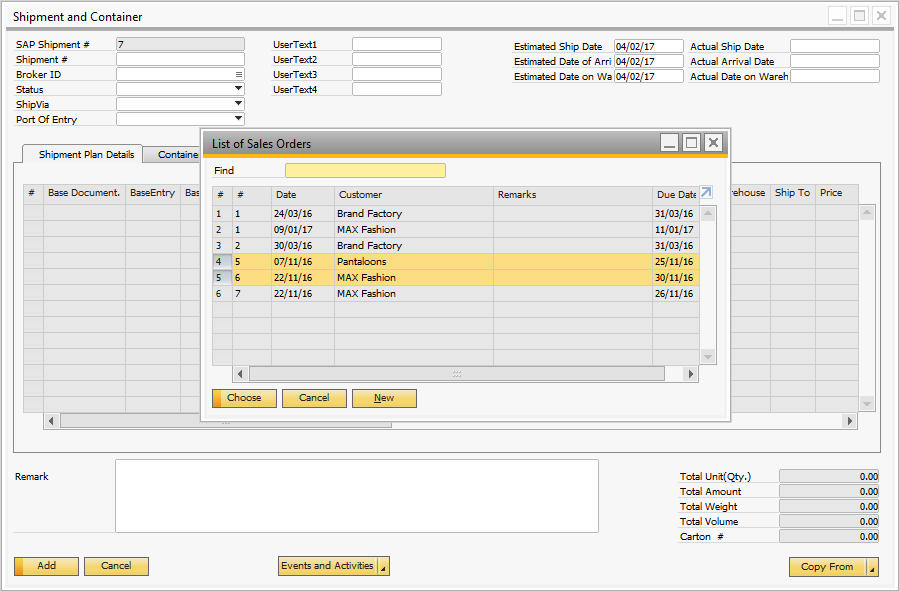 Shipment and Container
SAP Shipment # 7
Shipment #
Broker ID
Status
ShipVia
Port Of Entry
UserText1
UserText2
UserText3
UserText4
Estimated Ship Date 04/02/17
Estimated Date of Arri 04/02/17
Estimated Date on Wa 04/02/17
Actual Ship Date
Actual Arrival Date
Actual Date on Wareh
Shipment Plan Details Containe
# Base Document. BaseEntry Bas rehouse Ship To Price
List of Sales Orders
Find
# # Date Customer Remarks Due Date
1 1 24/03/16 Brand Factory 31/03/16
2 1 09/01/17 MAX Fashion 11/01/17
3 2 30/03/16 Brand Factory 31/03/16
4 5 07/11/16 Pantaloons 25/11/16
5 6 22/11/16 MAX Fashion 30/11/16
6 7 22/11/16 MAX Fashion 26/11/16
Choose Cancel New
Remark
Total Unit(Qty.) 0.00
Total Amount 0.00
Total Weight 0.00
Total Volume 0.00
Carton # 0.00
Add Cancel Events and Activities Copy From